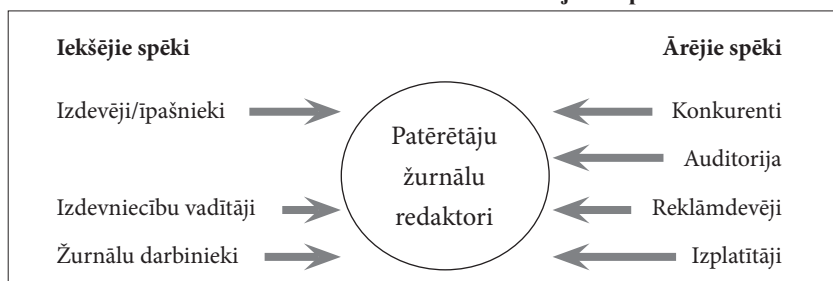 Iekšējie spēki
Ārējie spēki
Izdevēji/īpašnieki
Izdevniecību vadītāji
Žurnālu darbinieki
Patērētāju
žurnālu
redaktori
Konkurenti
Auditorija
Reklāmdevēji
Izplatītāji